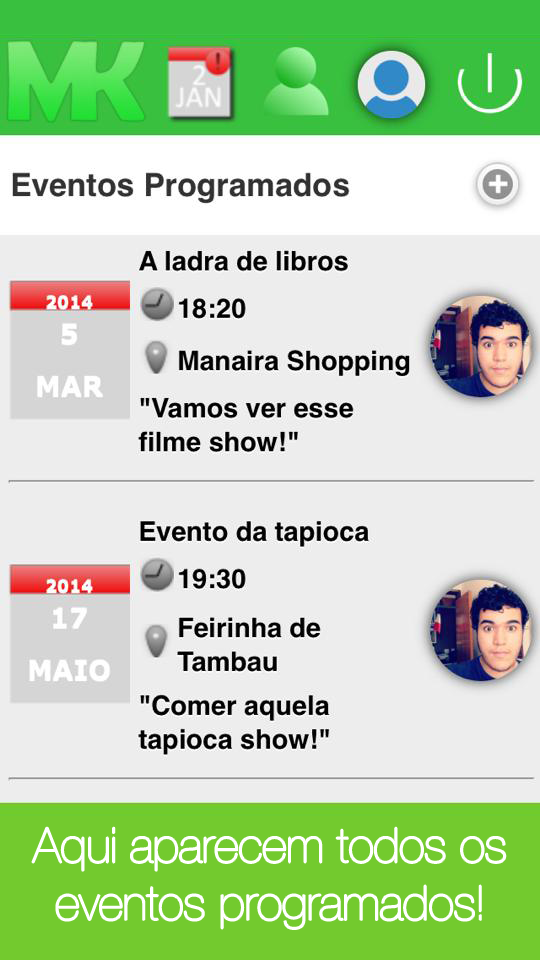 MK
2
JAN
Eventos Programados
A ladra de libros
2014
5
MAR
18:20
Manaira Shopping
"Vamos ver esse
filme show!"
Evento da tapioca
2014
17
MAIO
19:30
Feirinha de
Tambau
"Comer aquela
tapioca show!"
Aqui aparecem todos os
eventos programados!